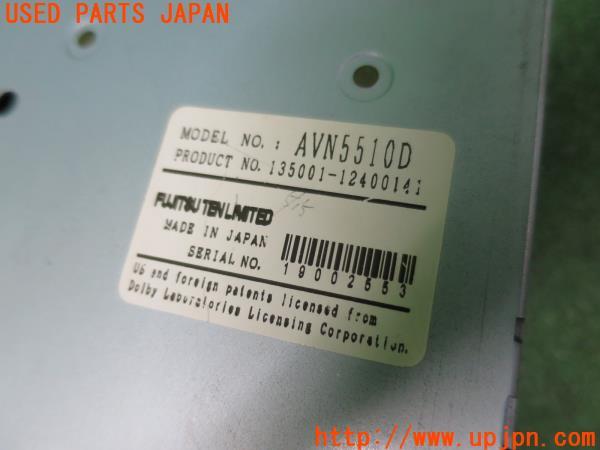 USED PARTS JAPAN
MODEL NO. : AVN5510D
PRODUCT NO. 135001-12400141
FUJITSU TEN LIMITED
MADE IN JAPAN
SERIAL NO.
19002553
US and foreign patents licensed from
Dolby Laboratories Licensing Corporation.
http://www.upjpn.com/